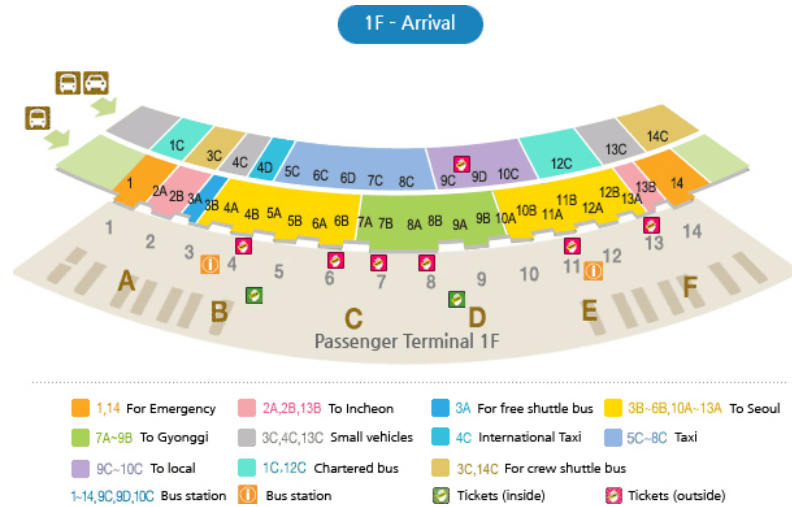 1F - Arrival
1C 3C 4C 4D 5C 6C 6D 7C 8C 9C 9D 10C 12C 13C 14C
1 2A 2B 3A 3B 4A 4B 5A 5B 6A 6B 7A 7B 8A 8B 9A 9B 10A 10B 11A 11B 12A 12B 13A 13B 14
1 2 3 4 5 6 7 8 9 10 11 12 13 14
A B C D E F
Passenger Terminal 1F
1,14 For Emergency
2A,2B,13B To Incheon
3A For free shuttle bus
3B~6B,10A~13A To Seoul
7A~9B To Gyonggi
3C,4C,13C Small vehicles
4C International Taxi
5C~8C Taxi
9C~10C To local
1C,12C Chartered bus
3C,14C For crew shuttle bus
1~14,9C,9D,10C Bus station
Bus station
Tickets (inside)
Tickets (outside)